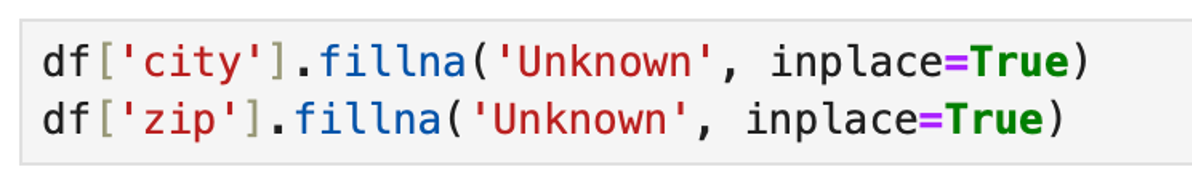 df['city'].fillna('Unknown', inplace=True)
df['zip'].fillna('Unknown', inplace=True)